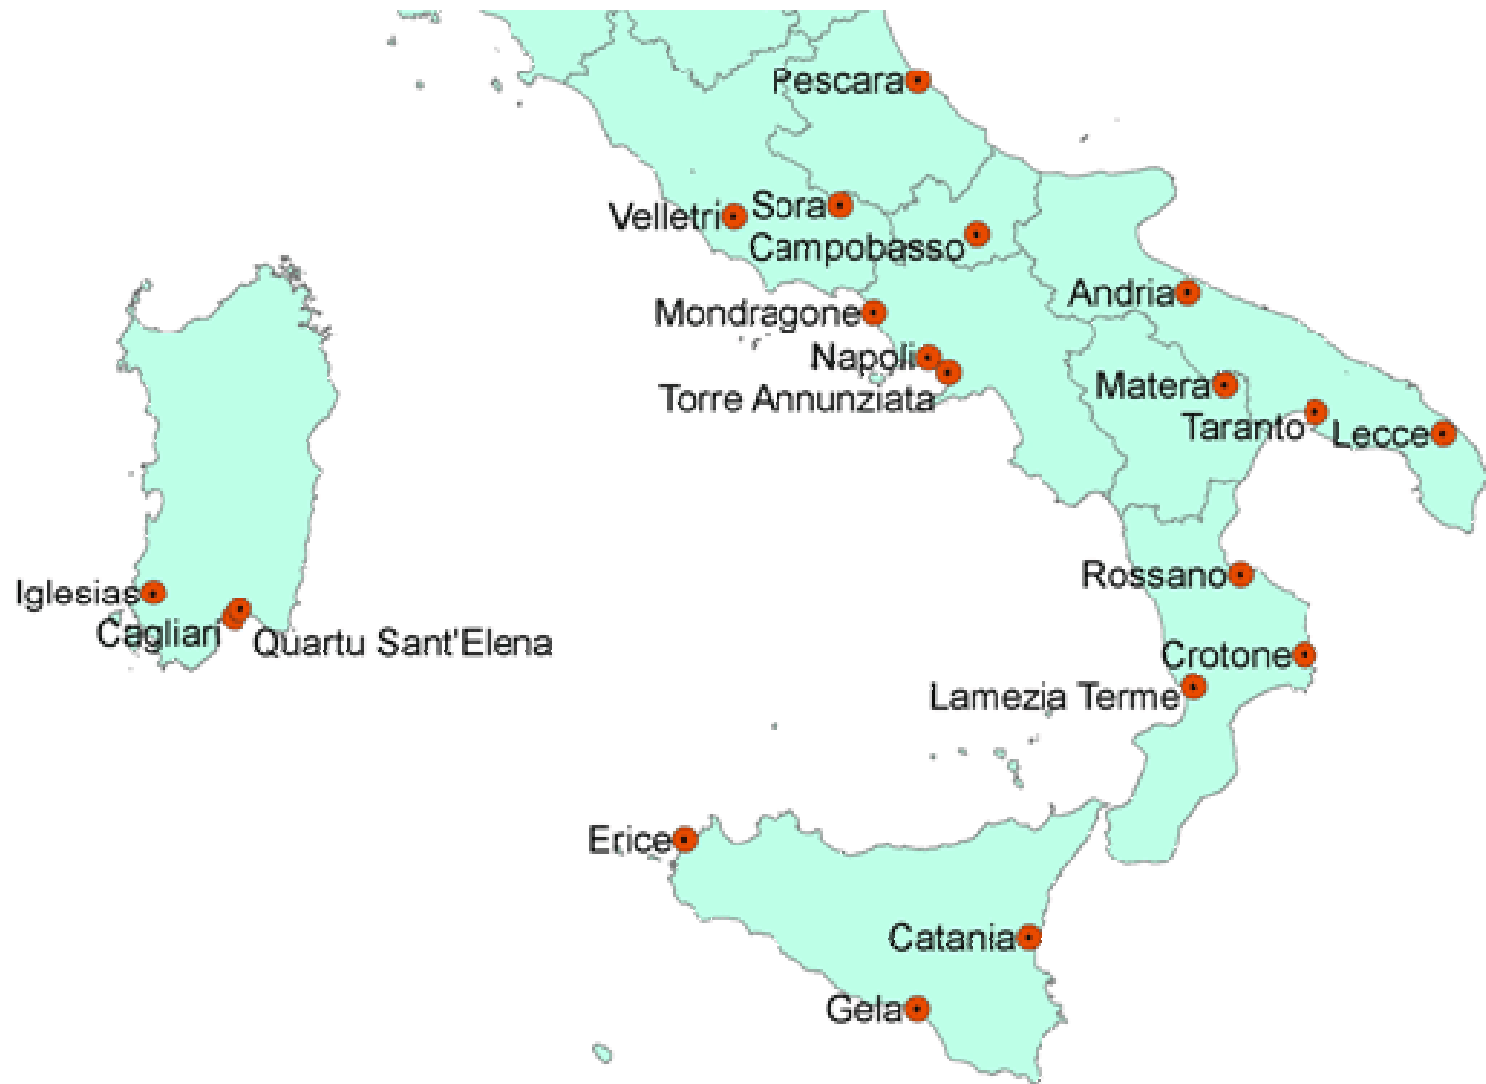 Pescara
Velletri
Sora
Campobasso
Andria
Mondragone
Napoli
Torre Annunziata
Matera
Taranto
Lecce
Rossano
Iglesias
Cagliari
Quartu Sant'Elena
Crotone
Lamezia Terme
Erice
Catania
Gela